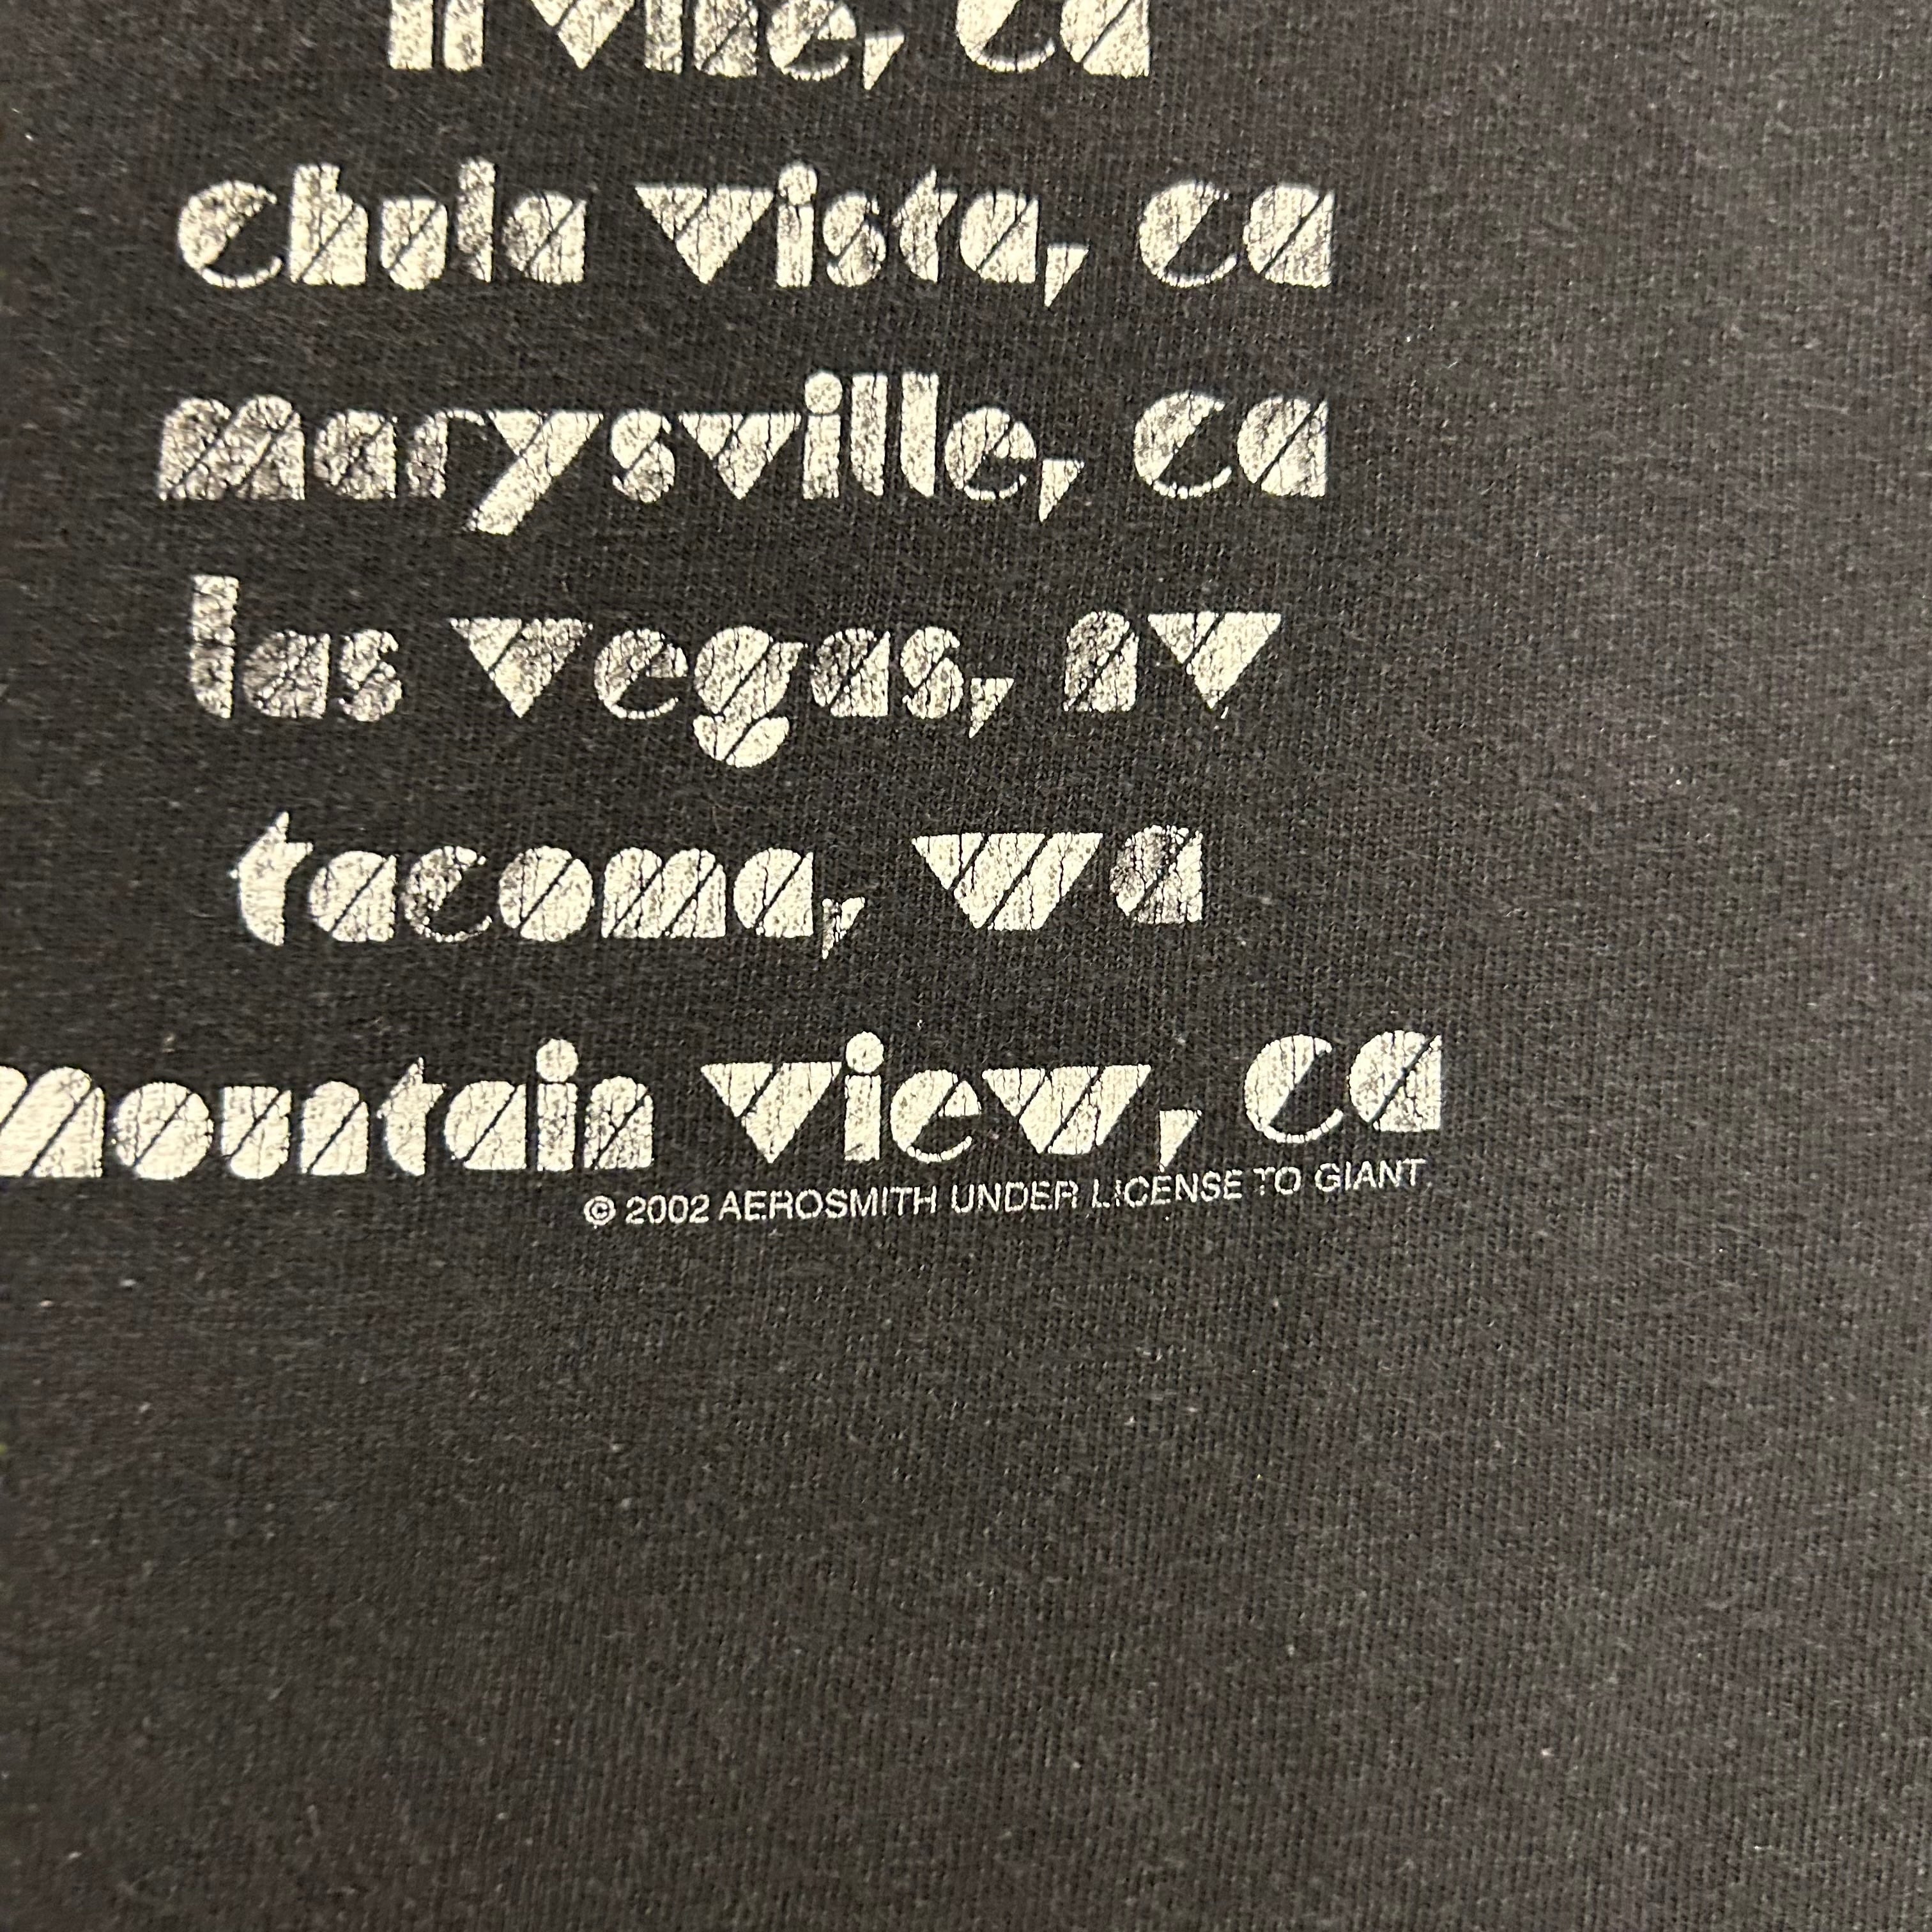 Irvine, CA
Chula Vista, CA
Marysville, CA
las Vegas, NV
tacoma, WA
Mountain View, CA
© 2002 AEROSMITH UNDER LICENSE TO GIANT.